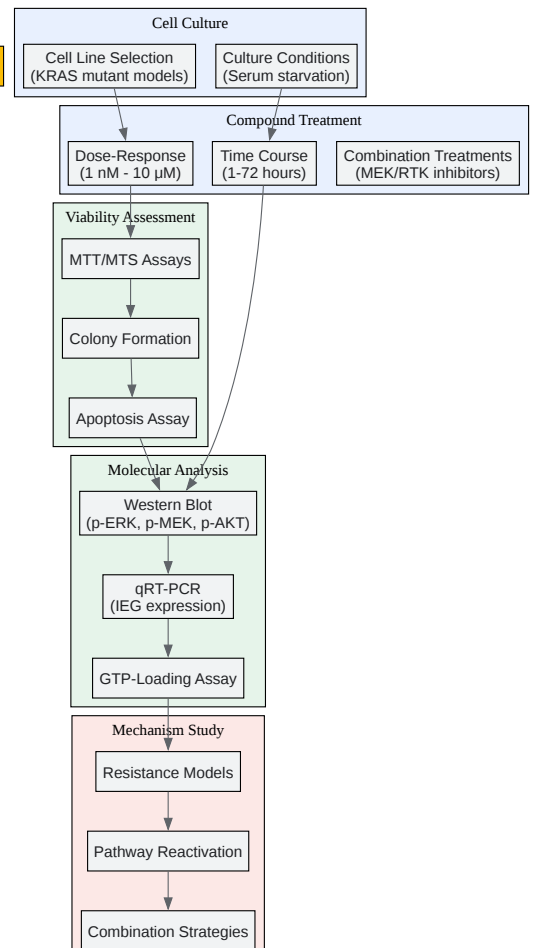 Cell Culture
Cell Line Selection
(KRAS mutant models)
Culture Conditions
(Serum starvation)
Compound Treatment
Dose-Response
(1 nM - 10 μM)
Time Course
(1-72 hours)
Combination Treatments
(MEK/RTK inhibitors)
Viability Assessment
MTT/MTS Assays
Colony Formation
Apoptosis Assay
Molecular Analysis
Western Blot
(p-ERK, p-MEK, p-AKT)
qRT-PCR
(IEG expression)
GTP-Loading Assay
Mechanism Study
Resistance Models
Pathway Reactivation
Combination Strategies